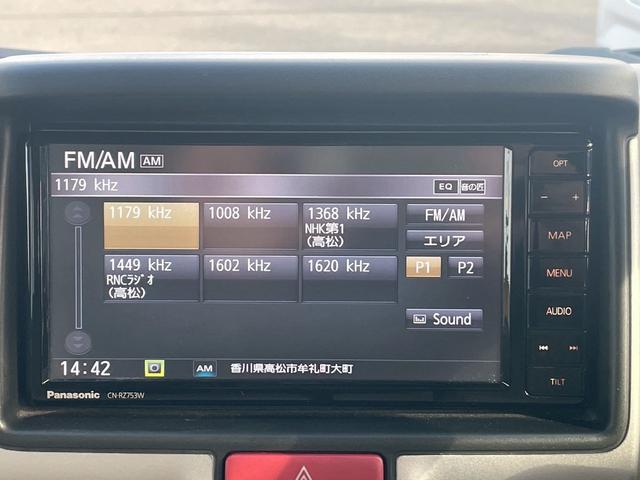 FM/AM AM
1179 kHz EQ 音の匠
1179 kHz 1008 kHz 1368 kHz
NHK第1
(高松)
FM/AM
エリア
1449 kHz 1602 kHz 1620 kHz
RNCラジオ
(高松)
P1 P2
Sound
14:42 AM 香川県高松市牟礼町大町
Panasonic CN-RZ753W
OPT
− +
MAP
MENU
AUDIO
TILT